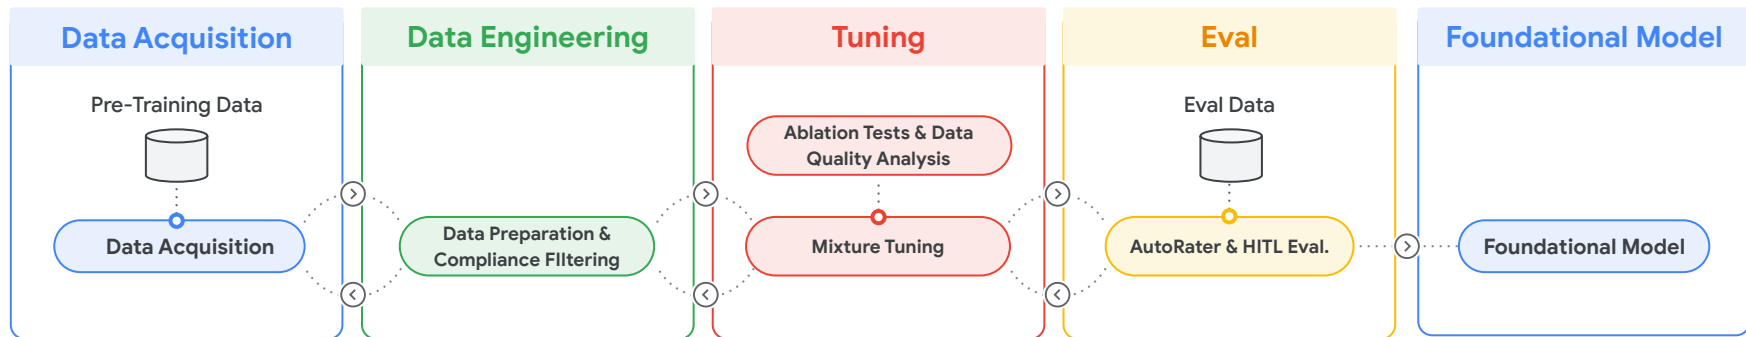 Data Acquisition
Data Engineering
Tuning
Eval
Foundational Model
Pre-Training Data
Data Acquisition
Data Preparation &
Compliance FIltering
Ablation Tests & Data
Quality Analysis
Mixture Tuning
Eval Data
AutoRater & HITL Eval.
Foundational Model